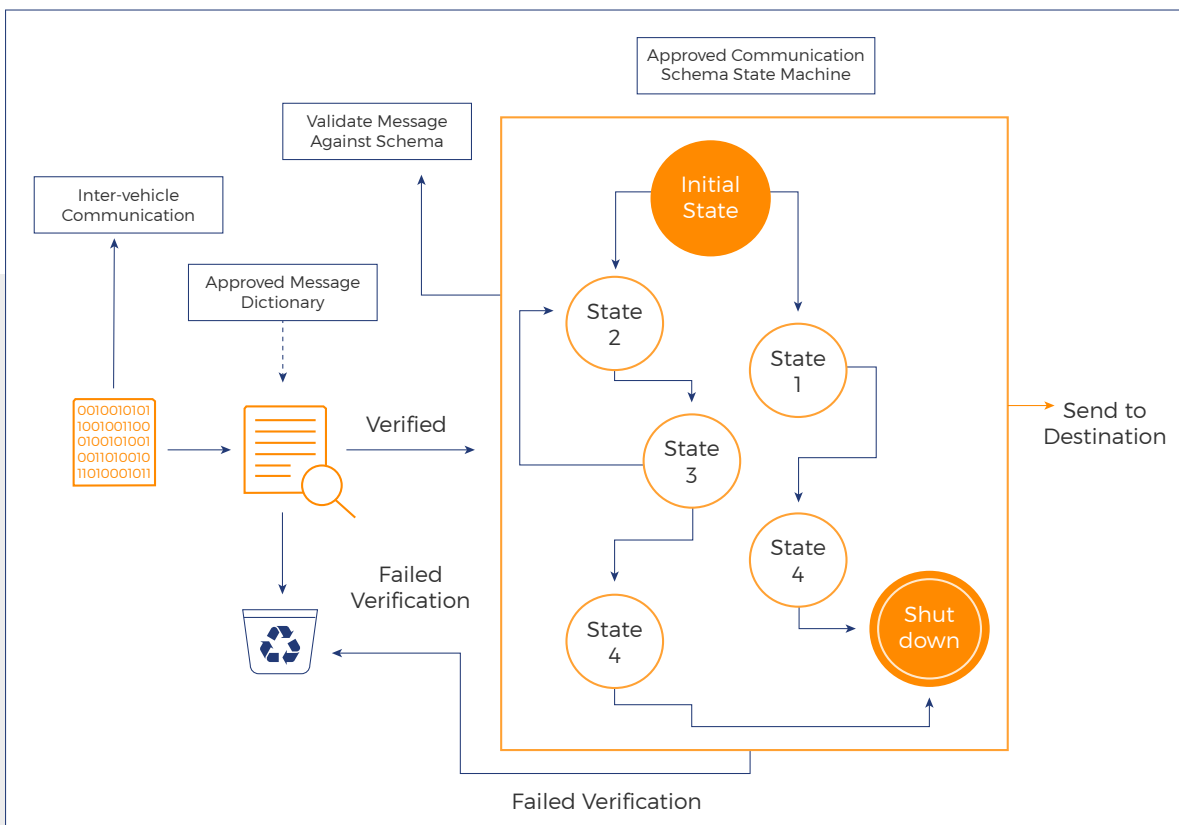 Approved Communication
Schema State Machine
Validate Message
Against Schema
Inter-vehicle
Communication
Approved Message
Dictionary
0010010101
1001001100
0100101001
0011010010
11010001011
Verified
Failed
Verification
Initial
State
State
2
State
1
State
3
State
4
State
4
Shut
down
Send to
Destination
Failed Verification